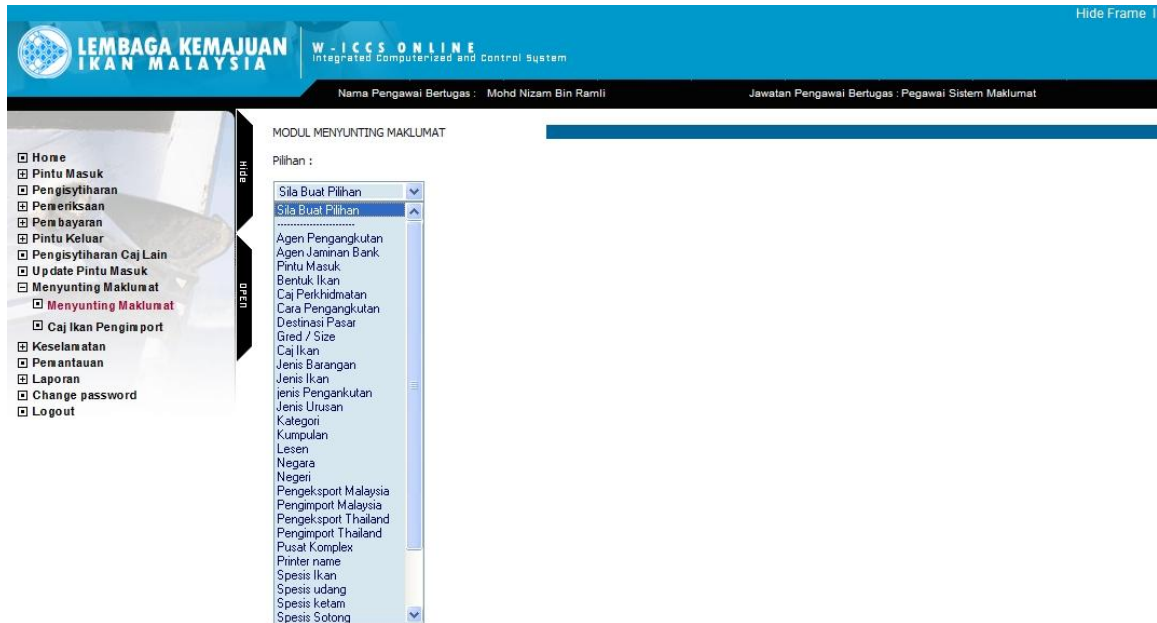 Hide Frame
LEMBAGA KEMAJUAN
IKAN MALAYSIA
W-ICCS ONLINE
Integrated Computerized and Control System
Nama Pengawai Bertugas : Mohd Nizam Bin Ramli
Jawatan Pengawai Bertugas : Pegawai Sistem Maklumat
Hide
OPEN
Home
Pintu Masuk
Pengisytiharan
Pemeriksaan
Pembayaran
Pintu Keluar
Pengisytiharan Caj Lain
Update Pintu Masuk
Menyunting Maklumat
Menyunting Maklumat
Caj Ikan Pengimport
Keselamatan
Pemantauan
Laporan
Change password
Logout
MODUL MENYUNTING MAKLUMAT
Pilihan :
Sila Buat Pilihan
Sila Buat Pilihan
------------------------
Agen Pengangkutan
Agen Jaminan Bank
Pintu Masuk
Bentuk Ikan
Caj Perkhidmatan
Cara Pengangkutan
Destinasi Pasar
Gred / Size
Caj Ikan
Jenis Barangan
Jenis Ikan
jenis Pengankutan
Jenis Urusan
Kategori
Kumpulan
Lesen
Negara
Negeri
Pengeksport Malaysia
Pengimport Malaysia
Pengeksport Thailand
Pengimport Thailand
Pusat Komplex
Printer name
Spesis Ikan
Spesis udang
Spesis ketam
Spesis Sotong